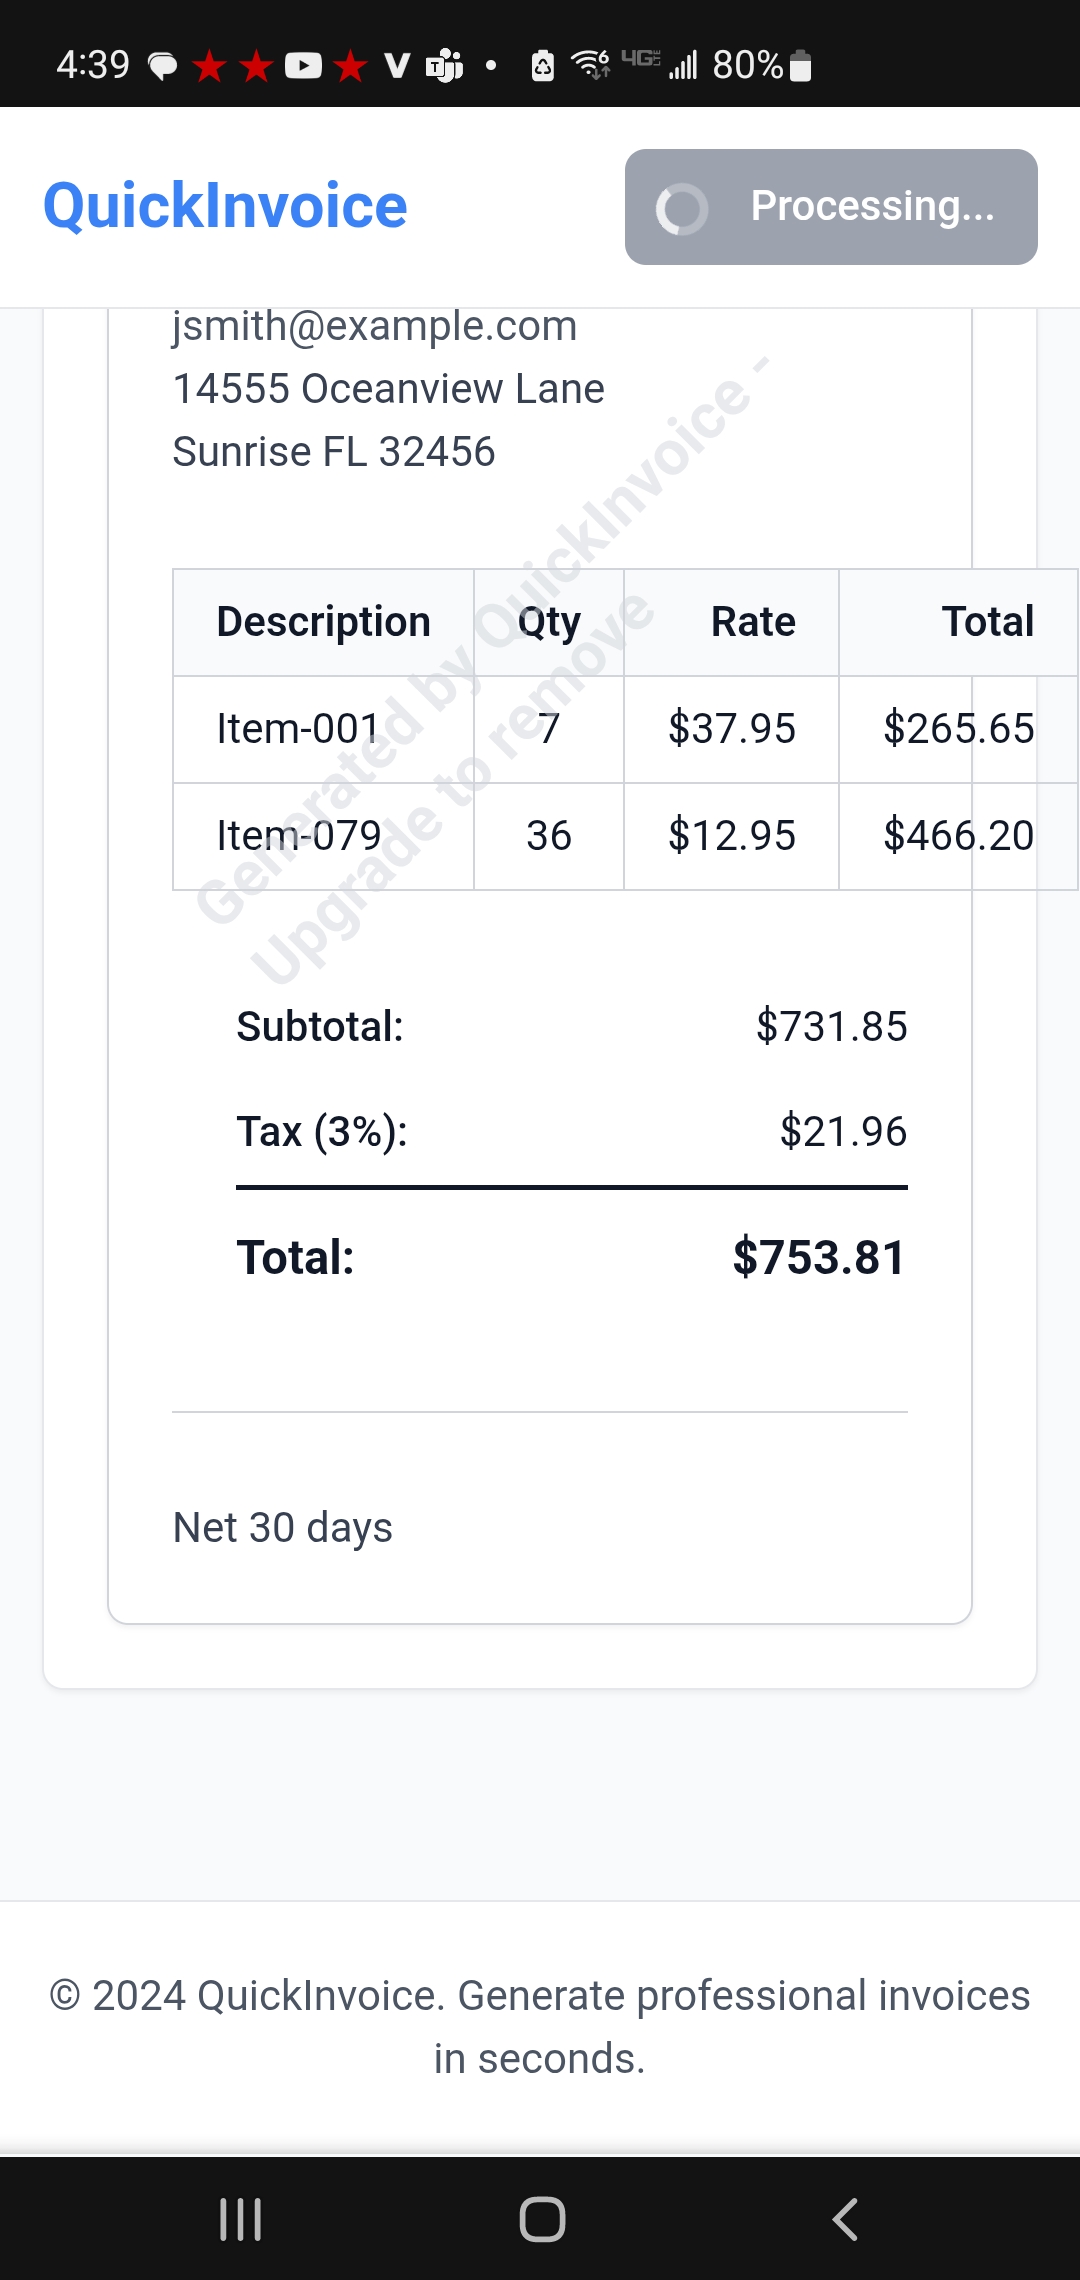 4:39
4G LTE
80%
QuickInvoice
Processing...
jsmith@example.com
14555 Oceanview Lane
Sunrise FL 32456
Generated by QuickInvoice -
Upgrade to remove
Description Qty Rate Total
Item-001 7 $37.95 $265.65
Item-079 36 $12.95 $466.20
Subtotal: $731.85
Tax (3%): $21.96
Total: $753.81
Net 30 days
© 2024 QuickInvoice. Generate professional invoices
in seconds.